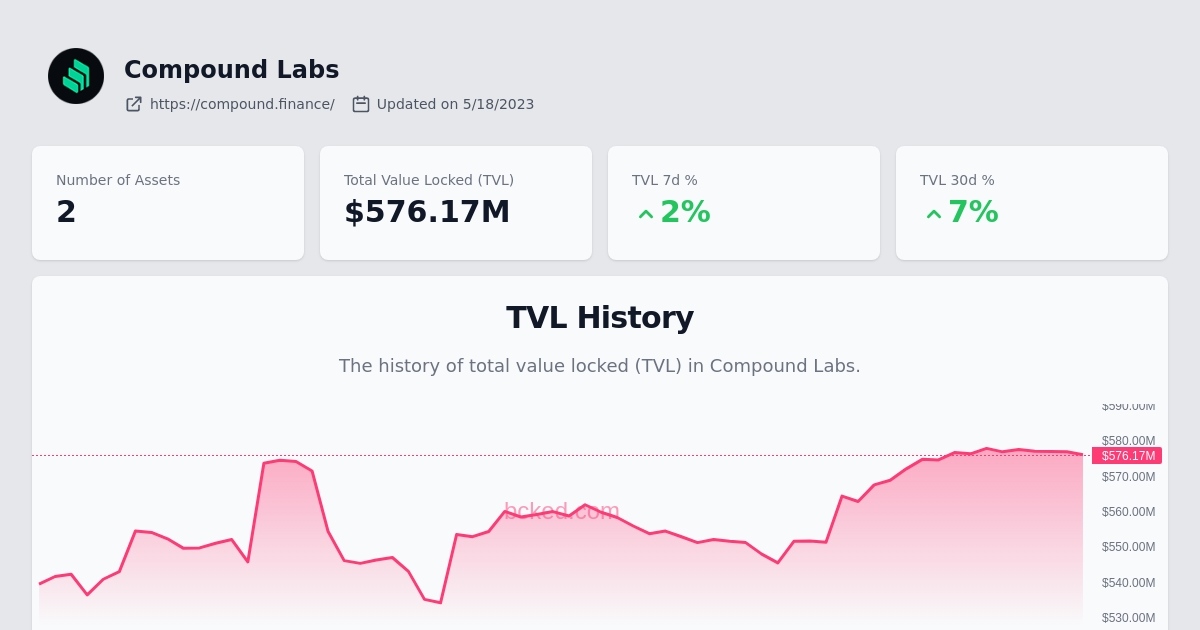 Compound Labs
https://compound.finance/ Updated on 5/18/2023
Number of Assets
2
Total Value Locked (TVL)
$576.17M
TVL 7d %
2%
TVL 30d %
7%
TVL History
The history of total value locked (TVL) in Compound Labs.
$590.00M
$580.00M
$576.17M
$570.00M
$560.00M
bcked.com
$550.00M
$540.00M
$530.00M